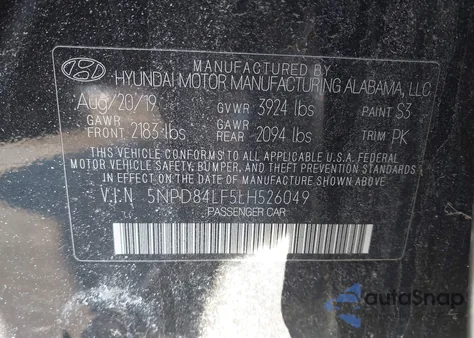 MANUFACTURED BY
HYUNDAI MOTOR MANUFACTURING ALABAMA, LLC.
Aug/20/19 GVWR 3924 lbs PAINT S3
GAWR FRONT 2183 lbs GAWR REAR 2094 lbs TRIM PK
THIS VEHICLE CONFORMS TO ALL APPLICABLE U.S.A. FEDERAL
MOTOR VEHICLE SAFETY, BUMPER, AND THEFT PREVENTION
STANDARDS IN EFFECT ON THE DATE OF MANUFACTURE SHOWN ABOVE.
V.I.N 5NPD84LF5LH526049
PASSENGER CAR
autoSnap